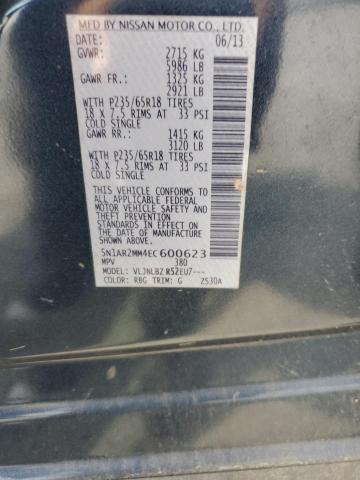 MFD BY NISSAN MOTOR CO., LTD.
DATE: 06/13
GVWR: 2715 KG
5986 LB
GAWR FR.: 1325 KG
2921 LB
WITH P235/65R18 TIRES
18 X 7.5 RIMS AT 33 PSI
COLD SINGLE
GAWR RR.: 1415 KG
3120 LB
WITH P235/65R18 TIRES
18 X 7.5 RIMS AT 33 PSI
COLD SINGLE
THIS VEHICLE CONFORMS TO
ALL APPLICABLE FEDERAL
MOTOR VEHICLE SAFETY AND
THEFT PREVENTION
STANDARDS IN EFFECT ON THE
DATE OF MANUFACTURE SHOWN
ABOVE.
5N1AR2MM4EC600623
MPV 380
MODEL: VLJNLBZ R52EU7---
COLOR: RBG TRIM: G Z530A